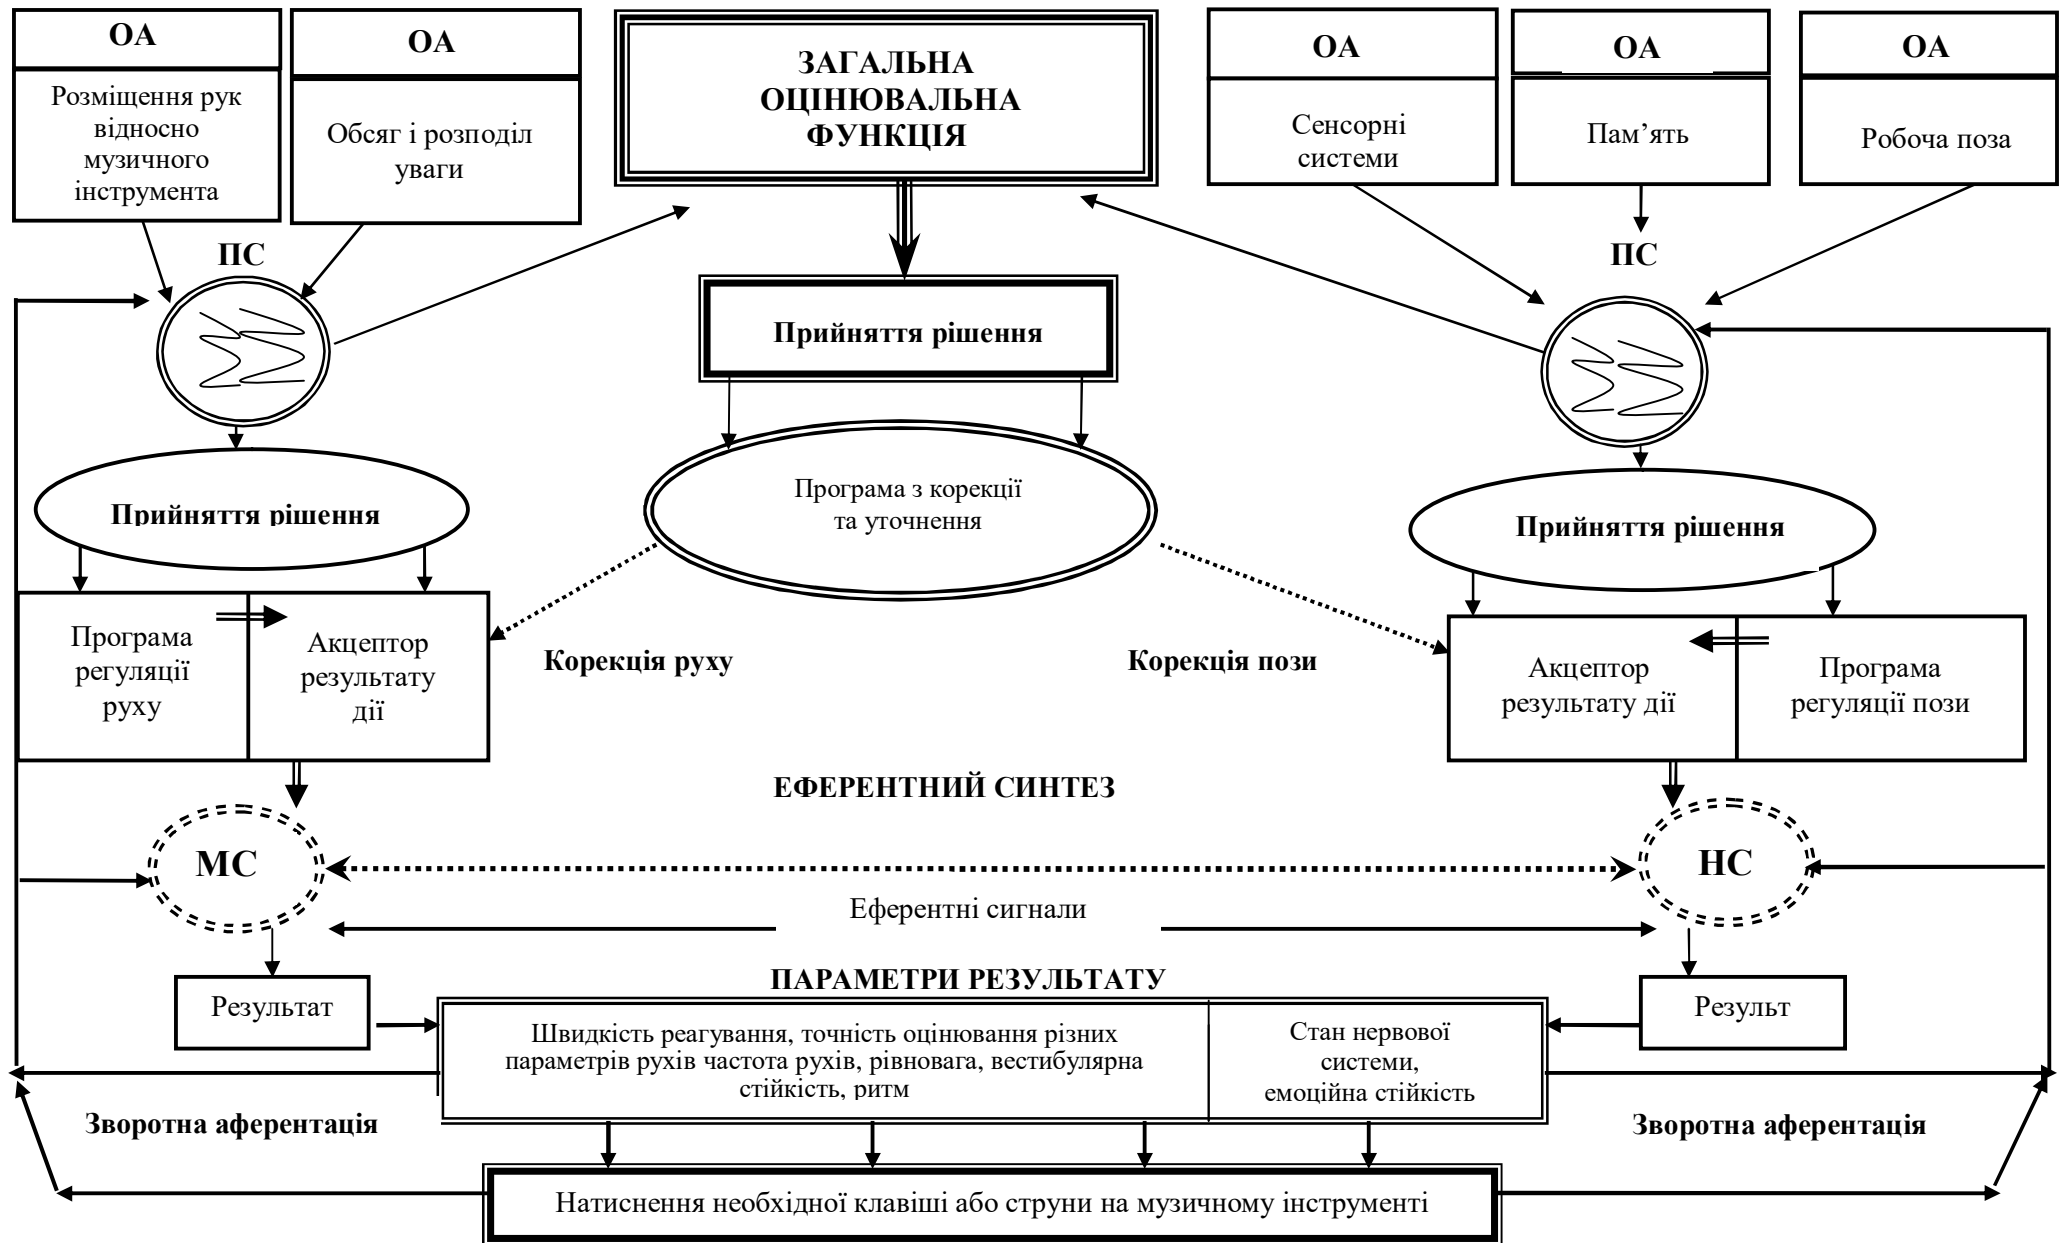 ОА
Розміщення рук
відносно
музичного
інструмента
ОА
Обсяг і розподіл
уваги
ЗАГАЛЬНА
ОЦІНЮВАЛЬНА
ФУНКЦІЯ
ОА
Сенсорні
системи
ОА
Пам’ять
ОА
Робоча поза
ПС
ПС
Прийняття рішення
Прийняття рішення
Програма з корекції
та уточнення
Прийняття рішення
Програма
регуляції
руху
Акцептор
результату
дії
Корекція руху
Корекція пози
Акцептор
результату дії
Програма
регуляції пози
ЕФЕРЕНТНИЙ СИНТЕЗ
МС
НС
Еферентні сигнали
Результат
ПАРАМЕТРИ РЕЗУЛЬТАТУ
Результ
Швидкість реагування, точність оцінювання різних
параметрів рухів частота рухів, рівновага, вестибулярна
стійкість, ритм
Стан нервової
системи,
емоційна стійкість
Зворотна аферентація
Зворотна аферентація
Натиснення необхідної клавіші або струни на музичному інструменті